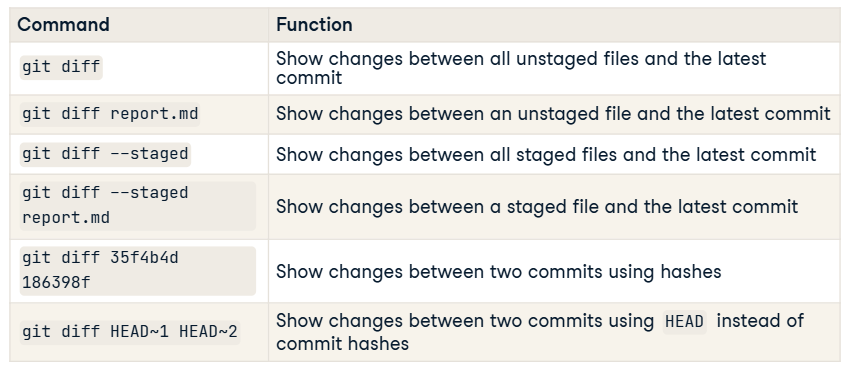 Command Function
git diff Show changes between all unstaged files and the latest
commit
git diff report.md Show changes between an unstaged file and the latest commit
git diff --staged Show changes between all staged files and the latest commit
git diff --staged
report.md
Show changes between a staged file and the latest commit
git diff 35f4b4d
186398f
Show changes between two commits using hashes
git diff HEAD~1 HEAD~2 Show changes between two commits using HEAD instead of
commit hashes